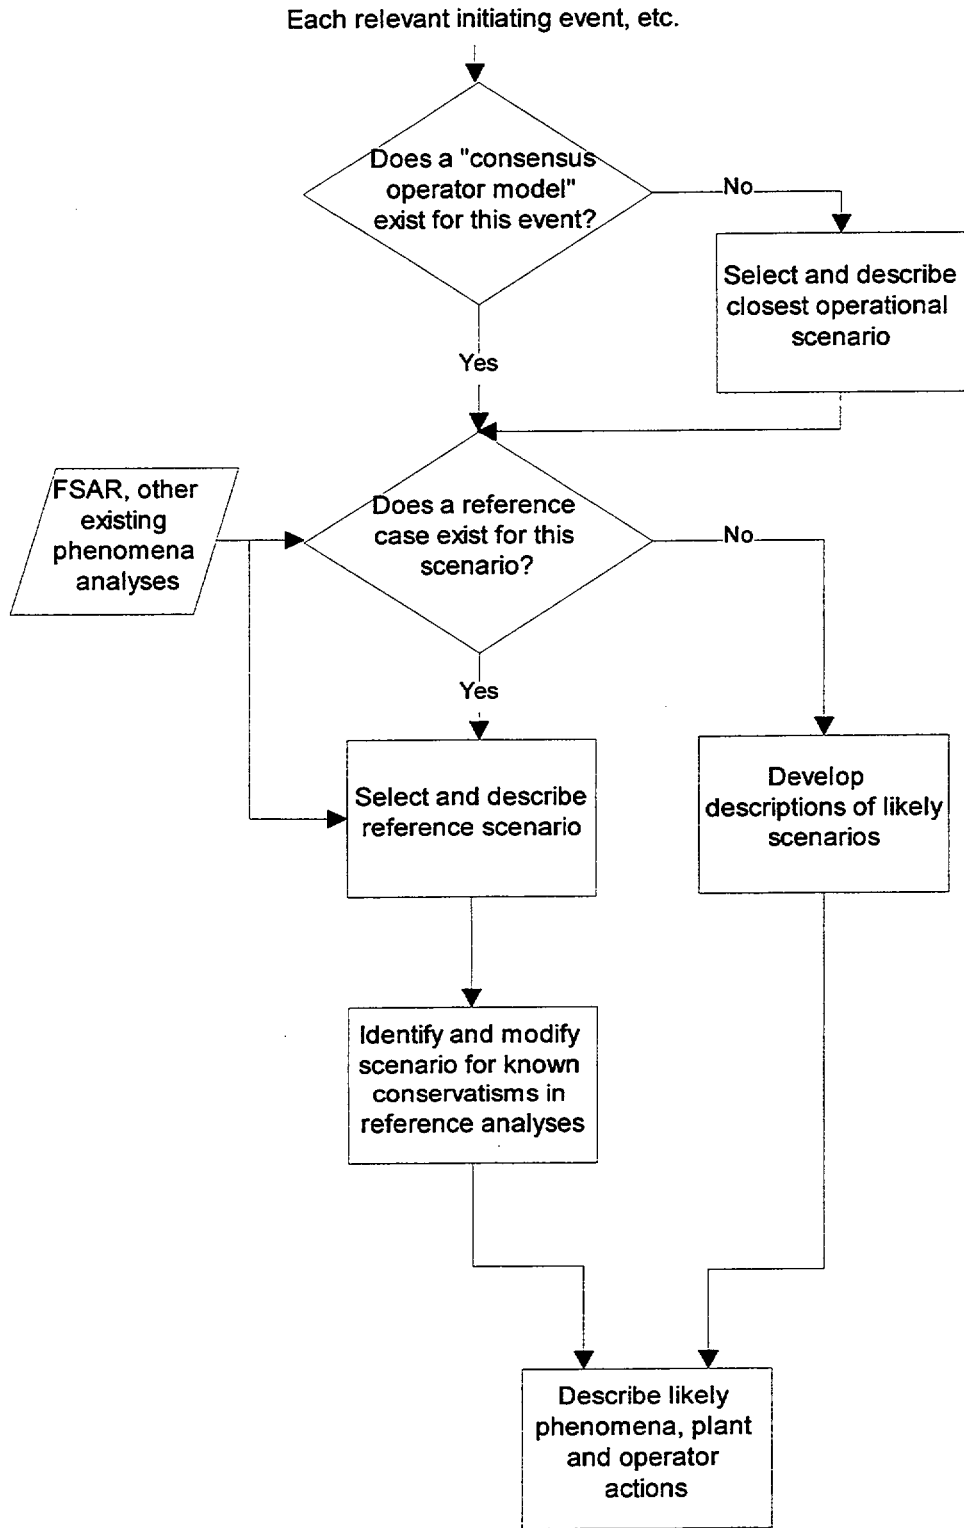 Each relevant initiating event, etc.
Does a "consensus
operator model"
exist for this event?
No
Select and describe
closest operational
scenario
Yes
FSAR, other
existing
phenomena
analyses
Does a reference
case exist for this
scenario?
No
Yes
Select and describe
reference scenario
Develop
descriptions of likely
scenarios
Identify and modify
scenario for known
conservatisms in
reference analyses
Describe likely
phenomena, plant
and operator
actions